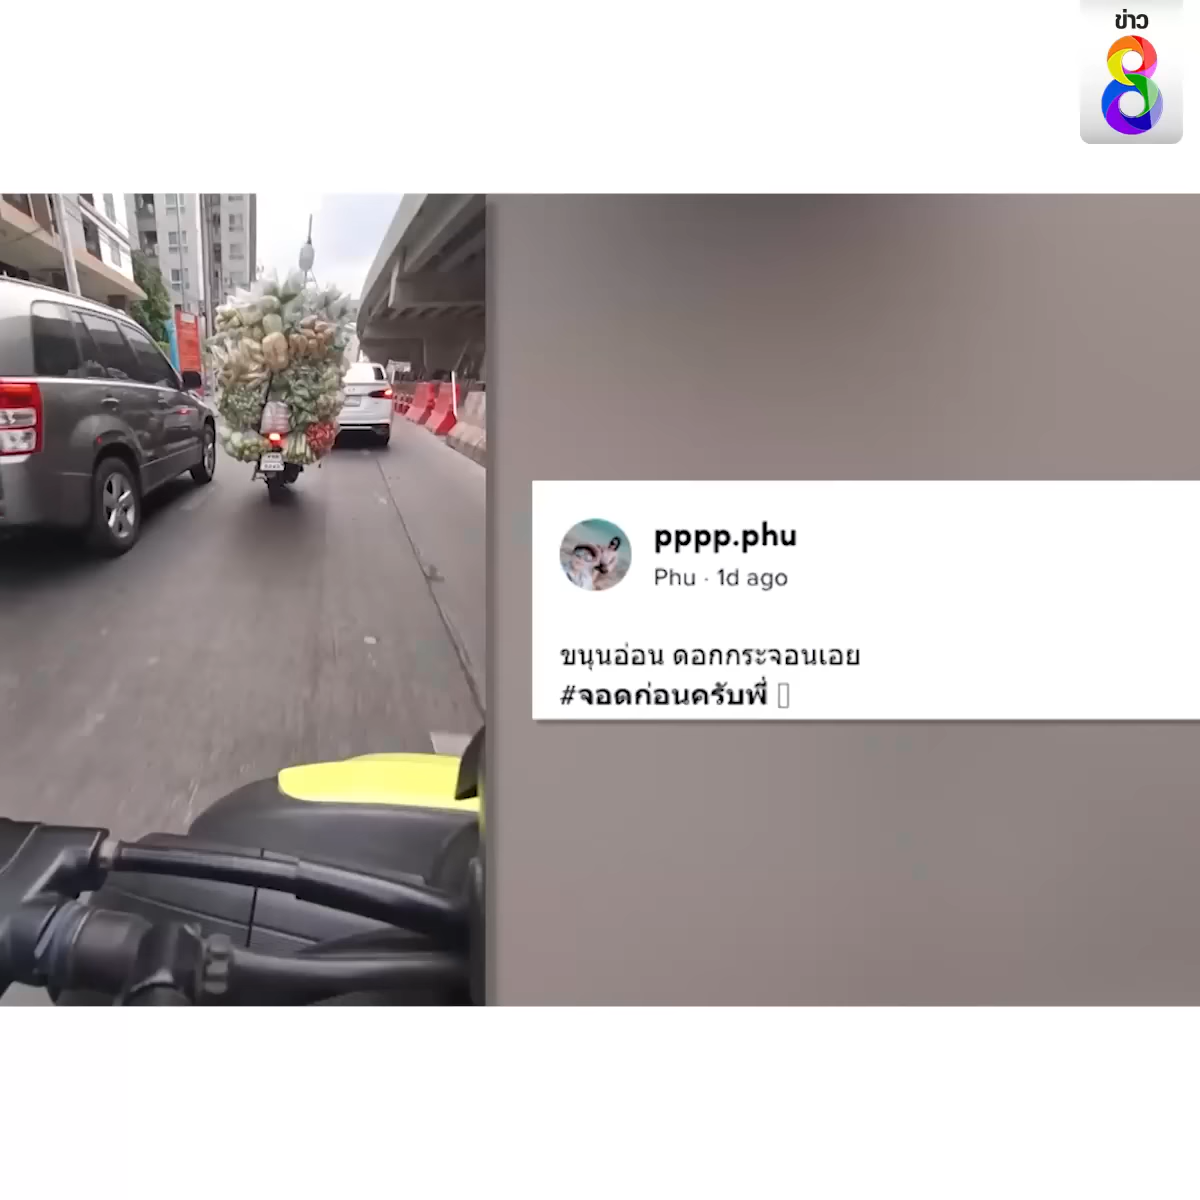 ข่าว
8
pppp.phu
Phu · 1d ago
ขนุนอ่อน ดอกกระจอนเอย
#จอดก่อนครับพี่